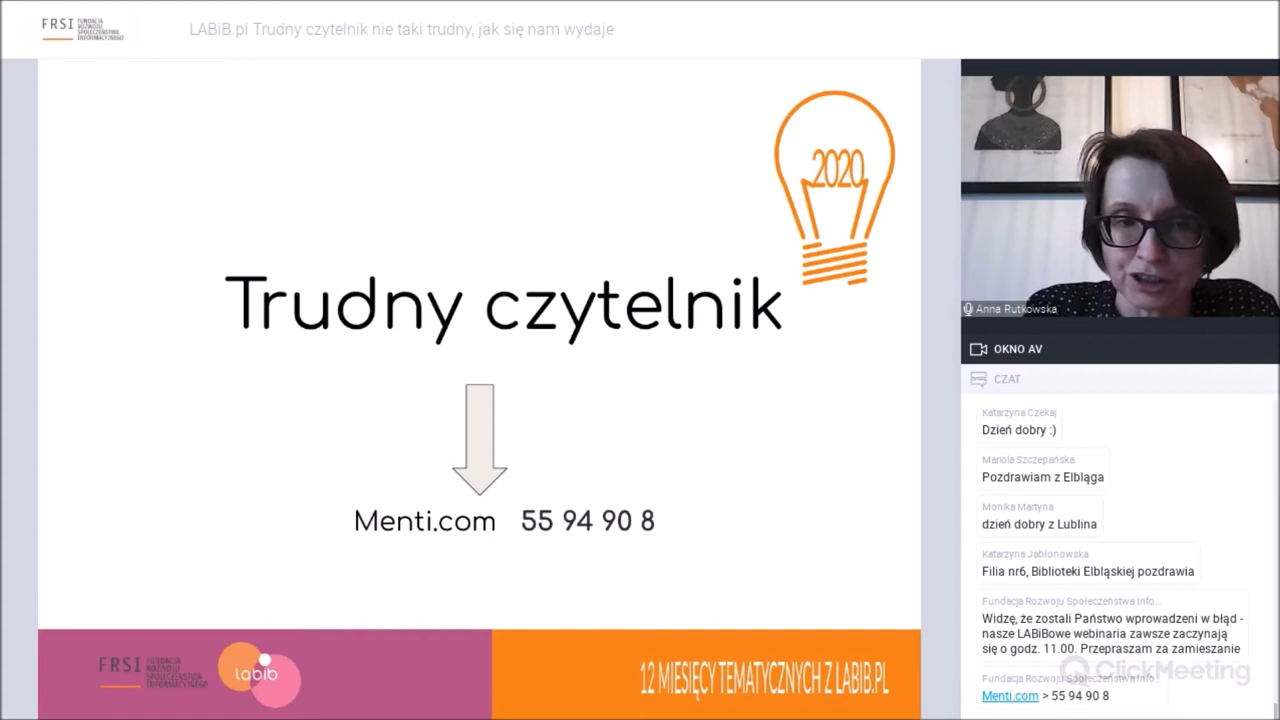 FRSI
FUNDACJA
ROZWOJU
SPOŁECZEŃSTWA
INFORMACYJNEGO
LABiB.pl Trudny czytelnik nie taki trudny, jak się nam wydaje
2020
Trudny czytelnik
Menti.com 55 94 90 8
FRSI
FUNDACJA
ROZWOJU
SPOŁECZEŃSTWA
INFORMACYJNEGO
labib
12 MIESIĘCY TEMATYCZNYCH Z LABIB.PL
Anna Rutkowska
OKNO AV
CZAT
Katarzyna Czekaj
Dzień dobry :)
Mariola Szczepańska
Pozdrawiam z Elbląga
Monika Martyna
dzień dobry z Lublina
Katarzyna Jabłonowska
Filia nr6, Biblioteki Elbląskiej pozdrawia
Fundacja Rozwoju Społeczeństwa Info...
Widzę, że zostali Państwo wprowadzeni w błąd -
nasze LABiBowe webinaria zawsze zaczynają
się o godz. 11.00. Przepraszam za zamieszanie
Fundacja Rozwoju Społeczeństwa Info...
Menti.com > 55 94 90 8
ClickMeeting